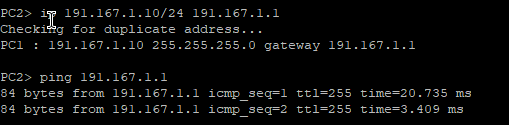 PC2> ip 191.167.1.10/24 191.167.1.1
Checking for duplicate address...
PC1 : 191.167.1.10 255.255.255.0 gateway 191.167.1.1
PC2> ping 191.167.1.1
84 bytes from 191.167.1.1 icmp_seq=1 ttl=255 time=20.735 ms
84 bytes from 191.167.1.1 icmp_seq=2 ttl=255 time=3.409 ms